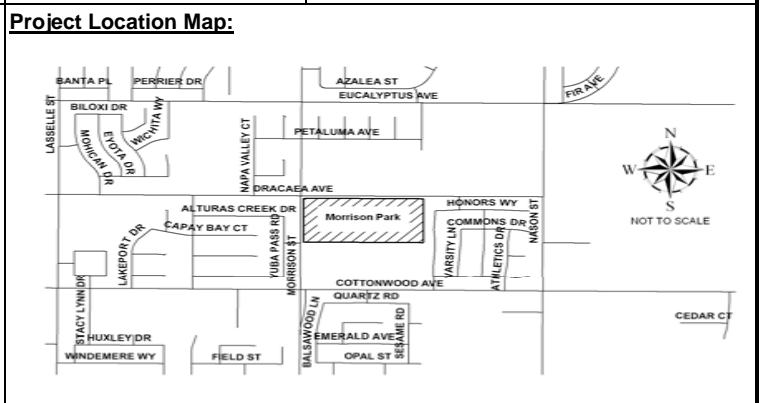 Project Location Map:
BANTA PL
PERRIER DR
AZALEA ST
EUCALYPTUS AVE
FIR AVE
LASSELLE ST
BILOXI DR
WICHITA WY
EYOTA DR
MOHICAN DR
NAPA VALLEY CT
PETALUMA AVE
DRACAEA AVE
N
W
E
S
NOT TO SCALE
ALTURAS CREEK DR
CAPAY BAY CT
LAKEPORT DR
YUBA PASS RD
MORRISON ST
Morrison Park
HONORS WY
COMMONS DR
VARSITY LN
ATHLETICS DR
NASON ST
COTTONWOOD AVE
QUARTZ RD
STACY LYNN DR
BALSAWOOD LN
SESAME RD
CEDAR CT
HUXLEY DR
EMERALD AVE
WINDEMERE WY
FIELD ST
OPAL ST